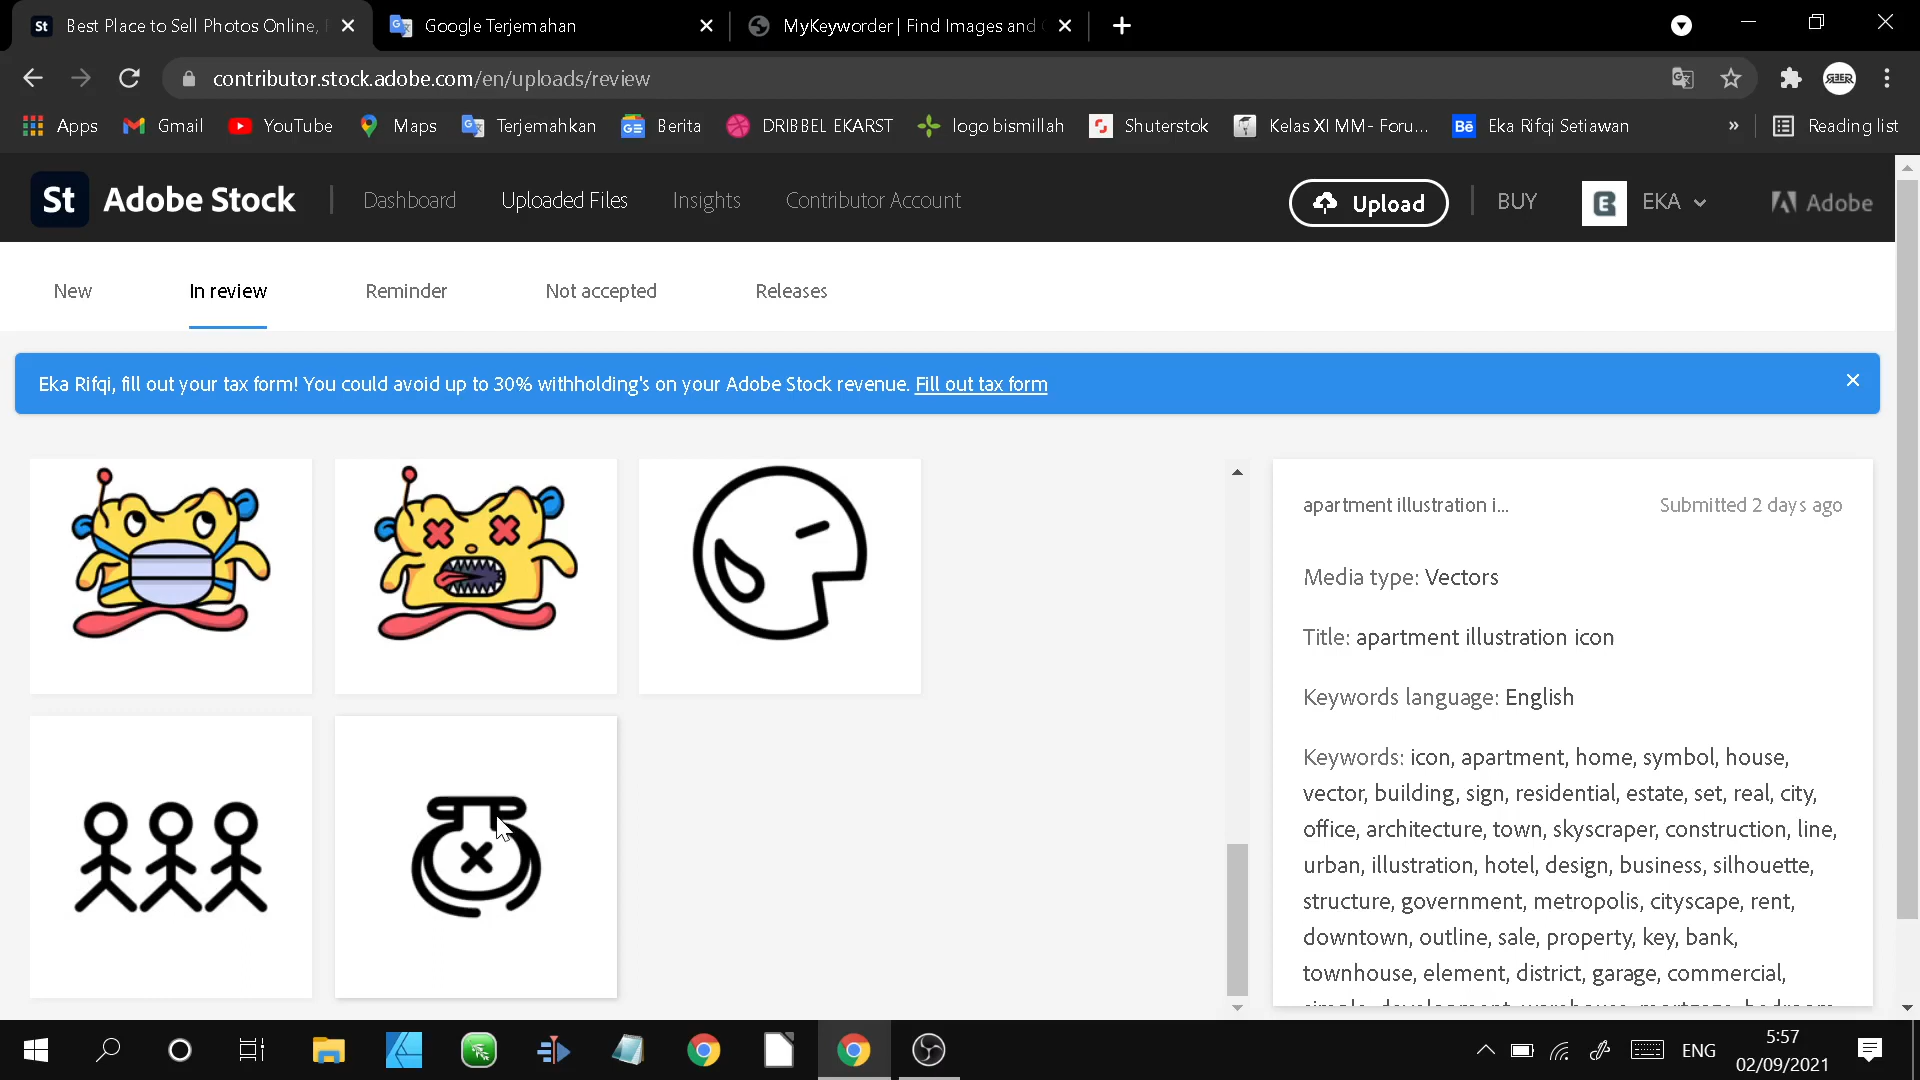 St Best Place to Sell Photos Online,
Google Terjemahan
MyKeyworder | Find Images and
contributor.stock.adobe.com/en/uploads/review
Apps
Gmail
YouTube
Maps
Terjemahkan
Berita
DRIBBEL EKARST
logo bismillah
Shuterstok
Kelas XI MM- Foru...
Bē Eka Rifqi Setiawan
»
Reading list
St Adobe Stock
Dashboard
Uploaded Files
Insights
Contributor Account
Upload
BUY
EKA
Adobe
New
In review
Reminder
Not accepted
Releases
Eka Rifqi, fill out your tax form! You could avoid up to 30% withholding's on your Adobe Stock revenue. Fill out tax form
apartment illustration i...
Submitted 2 days ago
Media type: Vectors
Title: apartment illustration icon
Keywords language: English
Keywords: icon, apartment, home, symbol, house,
vector, building, sign, residential, estate, set, real, city,
office, architecture, town, skyscraper, construction, line,
urban, illustration, hotel, design, business, silhouette,
structure, government, metropolis, cityscape, rent,
downtown, outline, sale, property, key, bank,
townhouse, element, district, garage, commercial,
simple, development, warehouse, mortgage, bedroom
ENG
5:57
02/09/2021